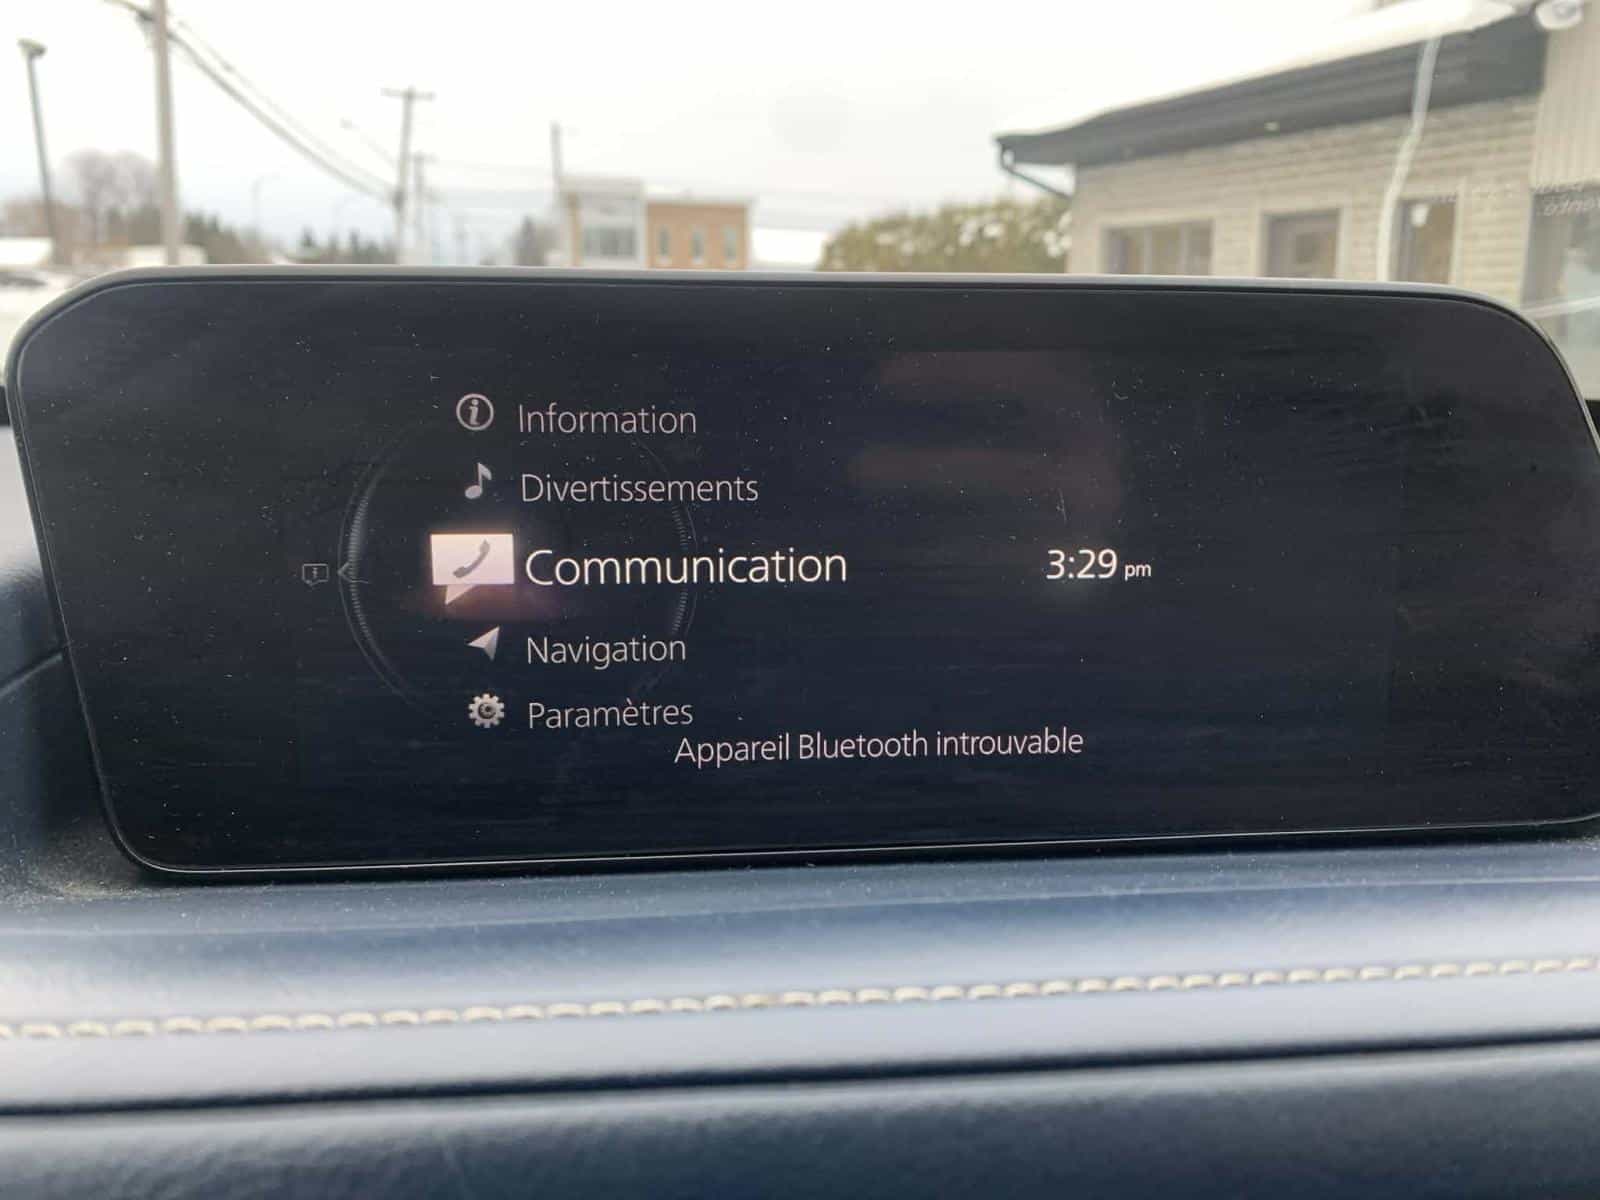 Information
Divertissements
Communication
3:29 pm
Navigation
Paramètres
Appareil Bluetooth introuvable